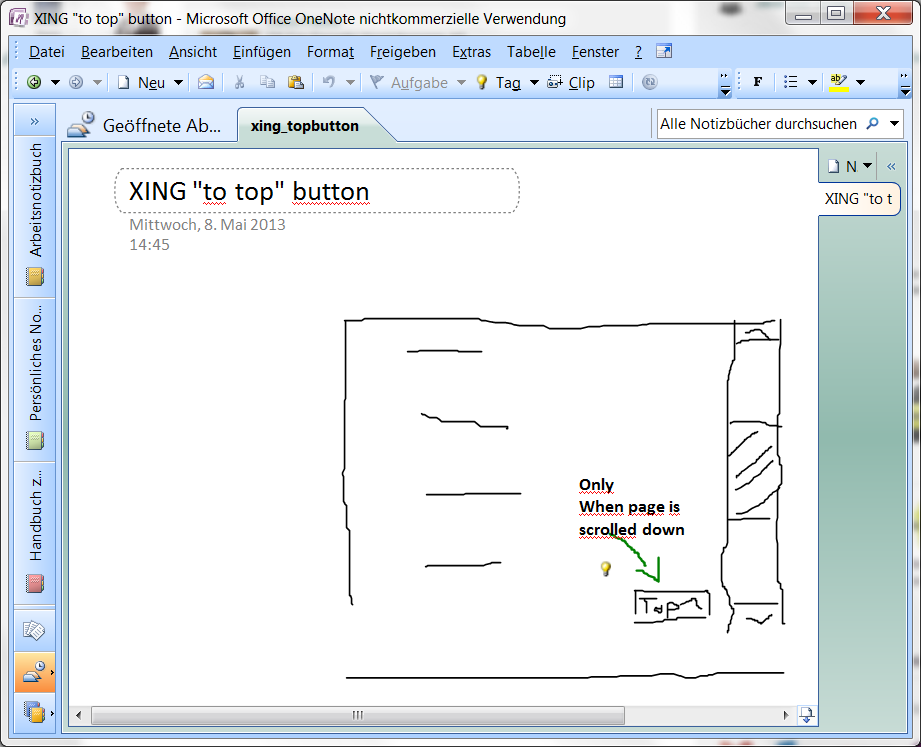 XING "to top" button - Microsoft Office OneNote nichtkommerzielle Verwendung
Datei Bearbeiten Ansicht Einfügen Format Freigeben Extras Tabelle Fenster ?
Neu Aufgabe Tag Clip F ab
Geöffnete Ab... xing_topbutton Alle Notizbücher durchsuchen
N
XING "to t
Arbeitsnotizbuch
Persönliches No...
Handbuch z...
XING "to top" button
Mittwoch, 8. Mai 2013
14:45
Only
When page is
scrolled down
Top